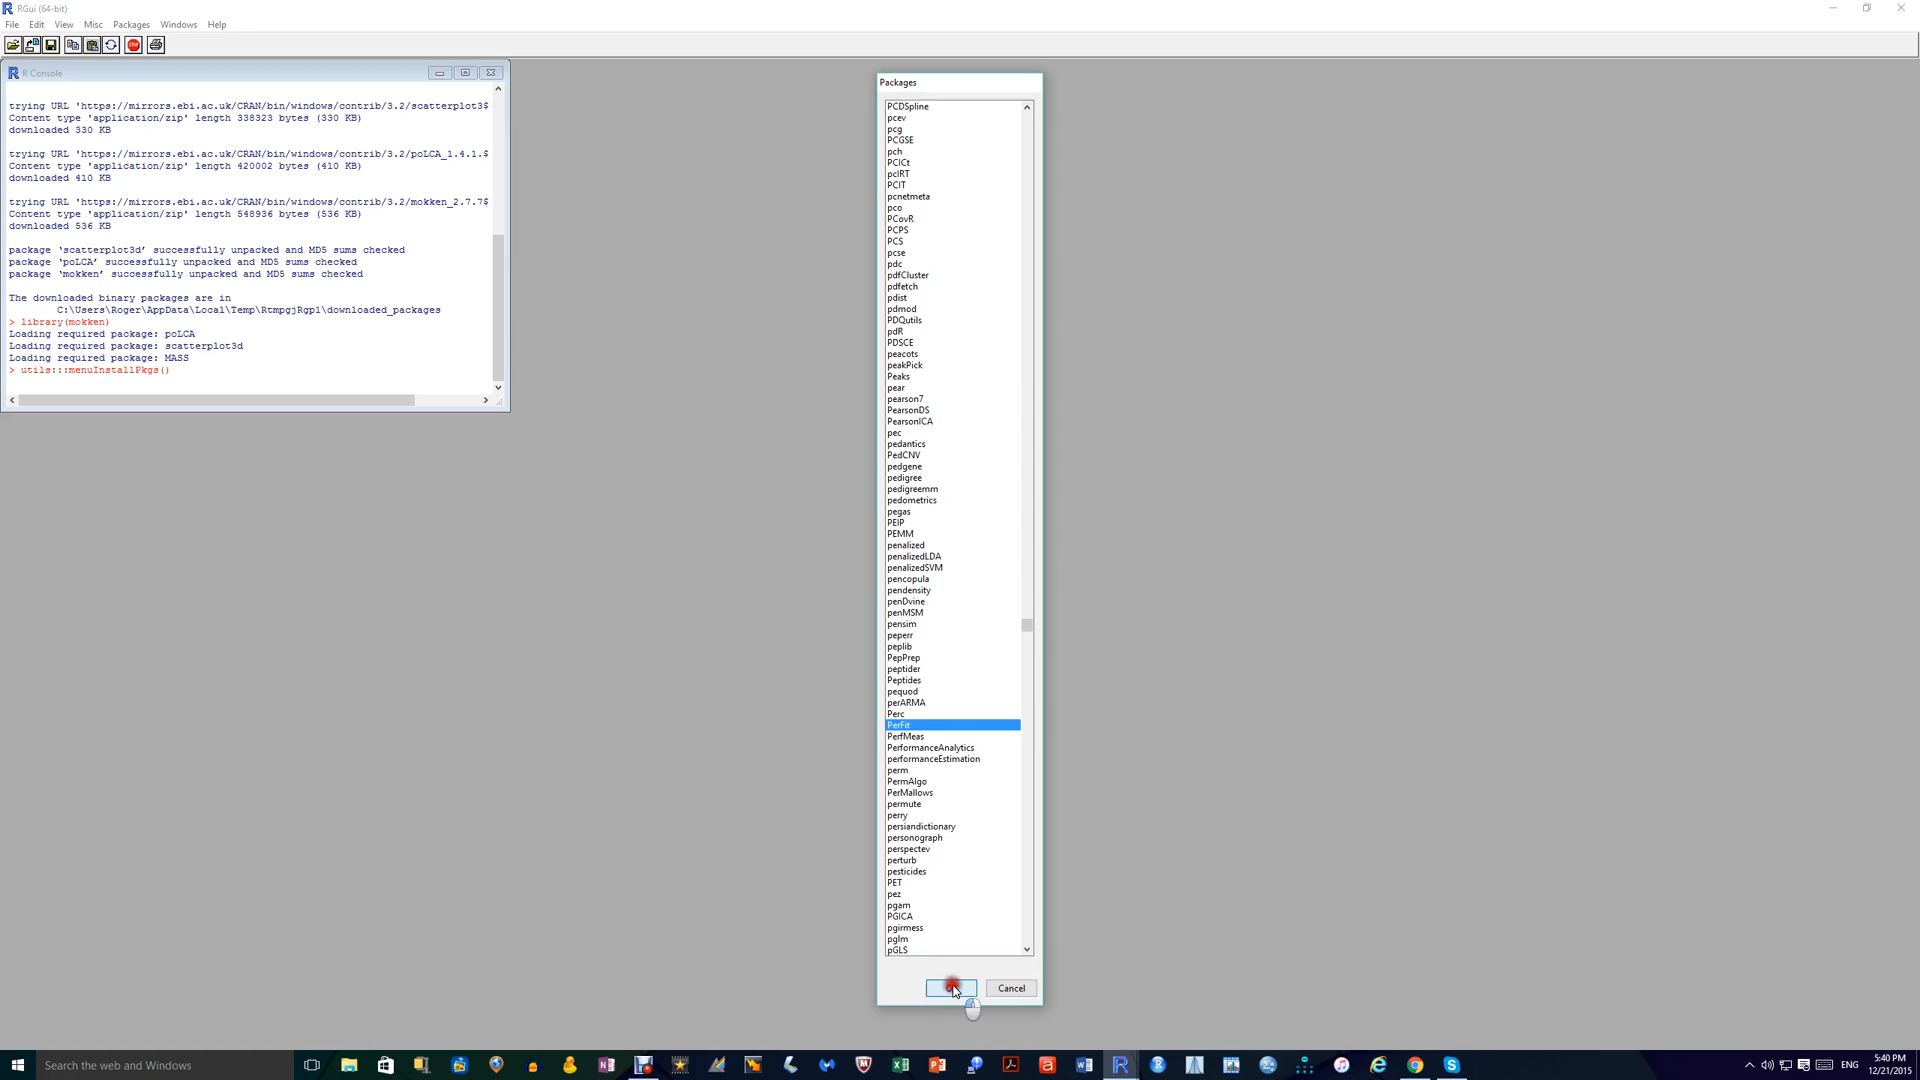 RGui (64-bit)
File Edit View Misc Packages Windows Help
R Console
trying URL 'https://mirrors.ebi.ac.uk/CRAN/bin/windows/contrib/3.2/scatterplot3$
Content type 'application/zip' length 338323 bytes (330 KB)
downloaded 330 KB
trying URL 'https://mirrors.ebi.ac.uk/CRAN/bin/windows/contrib/3.2/poLCA_1.4.1.$
Content type 'application/zip' length 420002 bytes (410 KB)
downloaded 410 KB
trying URL 'https://mirrors.ebi.ac.uk/CRAN/bin/windows/contrib/3.2/mokken_2.7.7$
Content type 'application/zip' length 548936 bytes (536 KB)
downloaded 536 KB
package ‘scatterplot3d’ successfully unpacked and MD5 sums checked
package ‘poLCA’ successfully unpacked and MD5 sums checked
package ‘mokken’ successfully unpacked and MD5 sums checked
The downloaded binary packages are in
C:\Users\Roger\AppData\Local\Temp\RtmpgjRgp1\downloaded_packages
> library(mokken)
Loading required package: poLCA
Loading required package: scatterplot3d
Loading required package: MASS
> utils:::menuInstallPkgs()
Packages
PCDSpline
pcev
pcg
PCGSE
pch
PCICt
pcIRT
PCIT
pcnetmeta
pco
PCovR
PCPS
PCS
pcse
pdc
pdfCluster
pdfetch
pdist
pdmod
PDQutils
pdR
PDSCE
peacots
peakPick
Peaks
pear
pearson7
PearsonDS
PearsonICA
pec
pedantics
PedCNV
pedgene
pedigree
pedigreemm
pedometrics
pegas
PEIP
PEMM
penalized
penalizedLDA
penalizedSVM
pencopula
pendensity
penDvine
penMSM
pensim
peperr
peplib
PepPrep
peptider
Peptides
pequod
perARMA
Perc
PerFit
PerfMeas
PerformanceAnalytics
performanceEstimation
perm
PermAlgo
PerMallows
permute
perry
persiandictionary
personograph
perspectev
perturb
pesticides
PET
pez
pgam
PGICA
pgirmess
pglm
pGLS
Cancel
Search the web and Windows
ENG
5:40 PM
12/21/2015